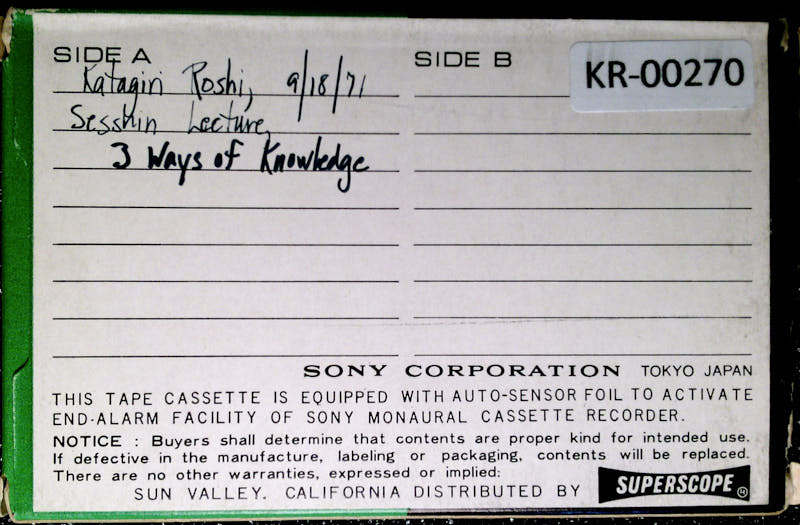 SIDE A
Katagiri Roshi, 9/18/71
Sesshin Lecture,
3 Ways of Knowledge
SIDE B
KR-00270
SONY CORPORATION TOKYO JAPAN
THIS TAPE CASSETTE IS EQUIPPED WITH AUTO-SENSOR FOIL TO ACTIVATE
END-ALARM FACILITY OF SONY MONAURAL CASSETTE RECORDER.
NOTICE : Buyers shall determine that contents are proper kind for intended use.
If defective in the manufacture, labeling or packaging, contents will be replaced.
There are no other warranties, expressed or implied:
SUN VALLEY. CALIFORNIA DISTRIBUTED BY SUPERSCOPE